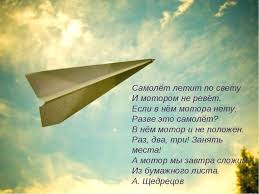 Самолёт летит по свету
И мотором не ревёт.
Если в нём мотора нету,
Разве это самолёт?
В нём мотор и не положен.
Раз, два, три! Занять
места!
А мотор мы завтра сложим
Из бумажного листа.
А. Щедрецов